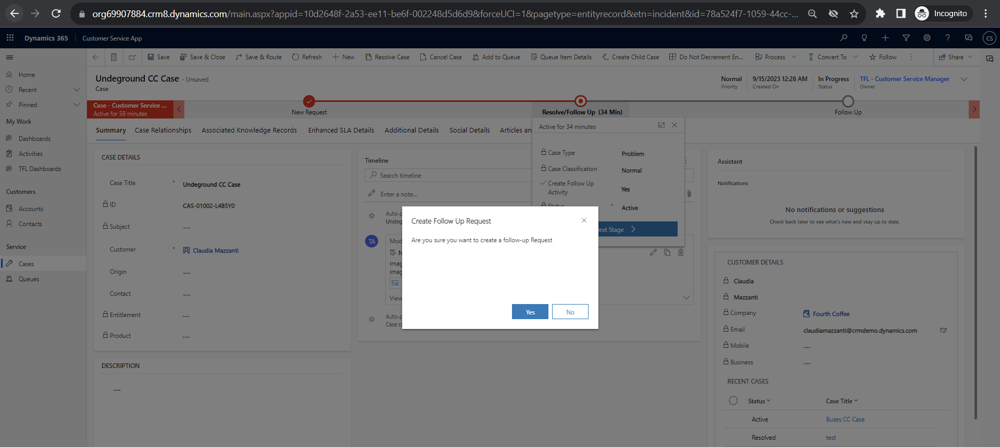 org69907884.crm8.dynamics.com/main.aspx?appid=10d2648f-2a53-ee11-be6f-002248d5d6d9&forceUCI=1&pagetype=entityrecord&etn=incident&id=78a524f7-1059-44cc-...
Incognito
Dynamics 365
Customer Service App
CS
Save
Save & Close
Save & Route
Refresh
New
Resolve Case
Cancel Case
Add to Queue
Queue Item Details
Create Child Case
Do Not Decrement En...
Process
Convert To
Follow
Share
Home
Recent
Pinned
My Work
Dashboards
Activities
TFL Dashboards
Customers
Accounts
Contacts
Service
Cases
Queues
Undeground CC Case - Unsaved
Case
Normal
Priority
9/15/2023 12:28 AM
Created On
In Progress
Status
TFL - Customer Service Manager
Owner
Case - Customer Service ...
Active for 59 minutes
New Request
Resolve/Follow Up (34 Min)
Follow Up
Summary
Case Relationships
Associated Knowledge Records
Enhanced SLA Details
Additional Details
Social Details
Articles an
Active for 34 minutes
Case Type
Problem
Case Classification
Normal
Create Follow Up
Activity
Yes
Status
*
Active
ext Stage
CASE DETAILS
Case Title
*
Undeground CC Case
ID
CAS-01002-L4B5Y0
Subject
---
Customer
*
Claudia Mazzanti
Origin
---
Contact
---
Entitlement
---
Product
---
DESCRIPTION
---
Timeline
Search timeline
Enter a note...
Auto-p
Undeg
TA
Mod
N
imag
imag
View
Auto-p
Case c
Create Follow Up Request
Are you sure you want to create a follow-up Request
Yes
No
Assistant
Notifications
No notifications or suggestions
Check back later to see what's new and stay up to date.
CUSTOMER DETAILS
Claudia
Mazzanti
Company
Fourth Coffee
Email
claudiamazzanti@crmdemo.dynamics.com
Mobile
---
Business
---
RECENT CASES
Status
Case Title
Active
Buses CC Case
Resolved
test